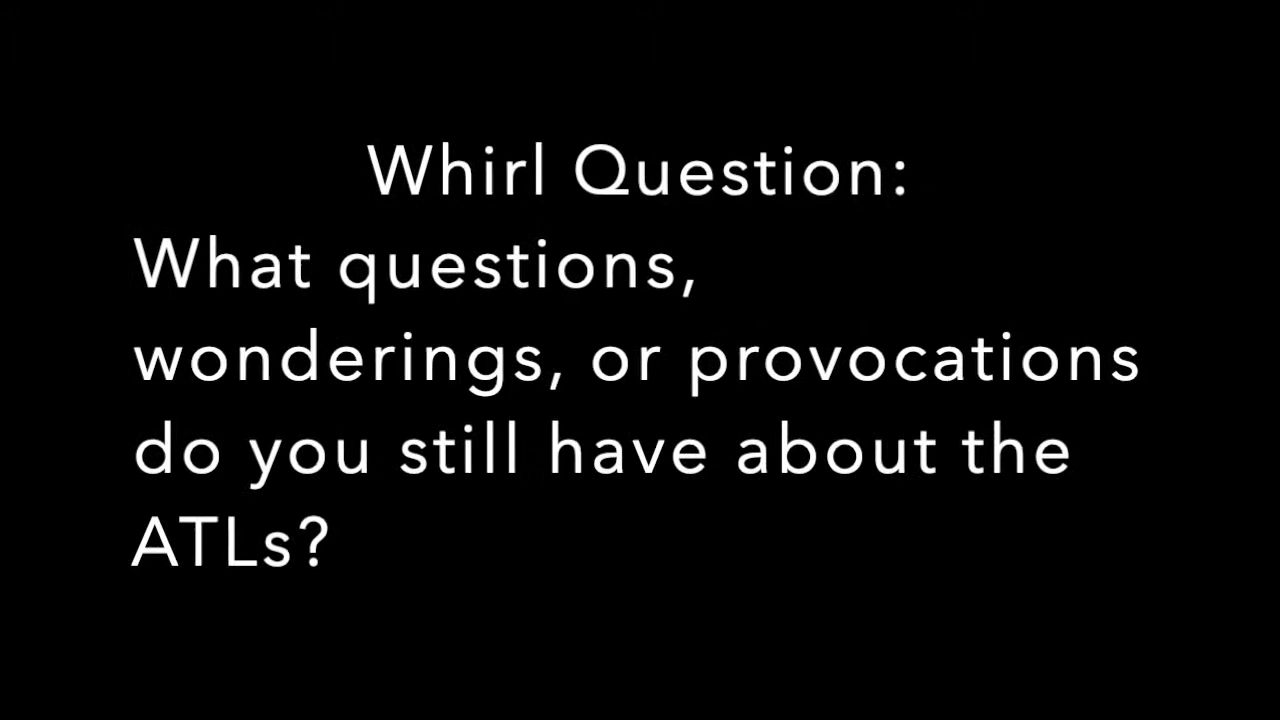 Whirl Question:
What questions,
wonderings, or provocations
do you still have about the
ATLs?